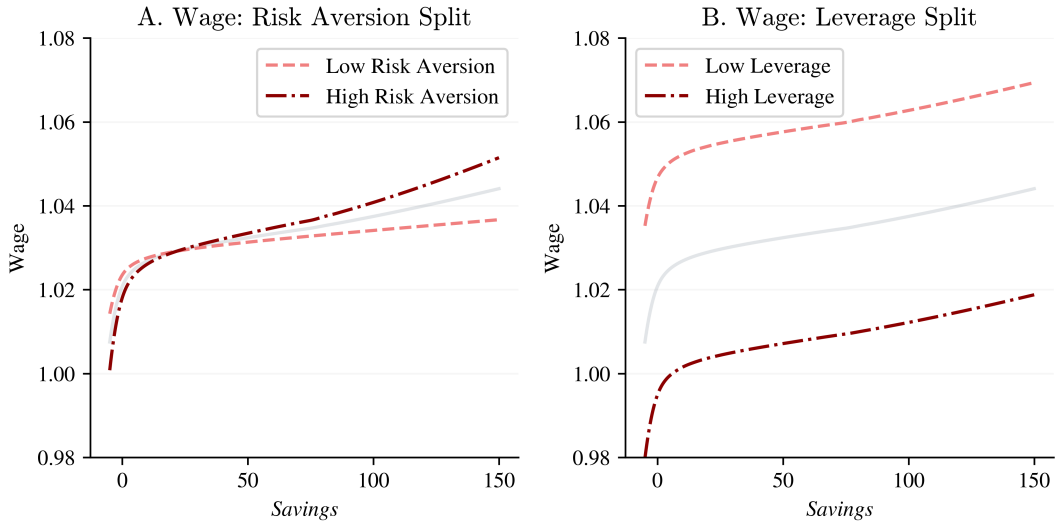 A. Wage: Risk Aversion Split
1.08
1.06
1.04
1.02
1.00
0.98
Wage
Low Risk Aversion
High Risk Aversion
0 50 100 150
Savings
B. Wage: Leverage Split
1.08
1.06
1.04
1.02
1.00
0.98
Wage
Low Leverage
High Leverage
0 50 100 150
Savings